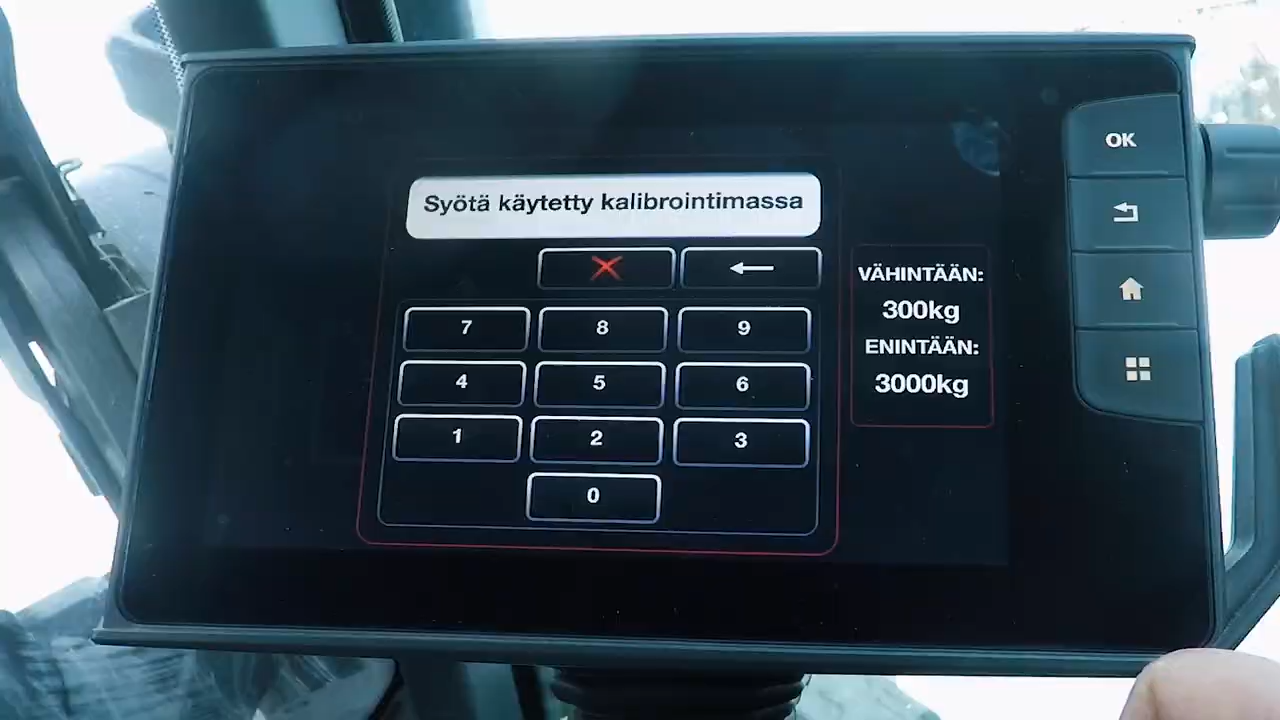 Syötä käytetty kalibrointimassa
7 8 9
4 5 6
1 2 3
0
VÄHINTÄÄN:
300kg
ENINTÄÄN:
3000kg
OK